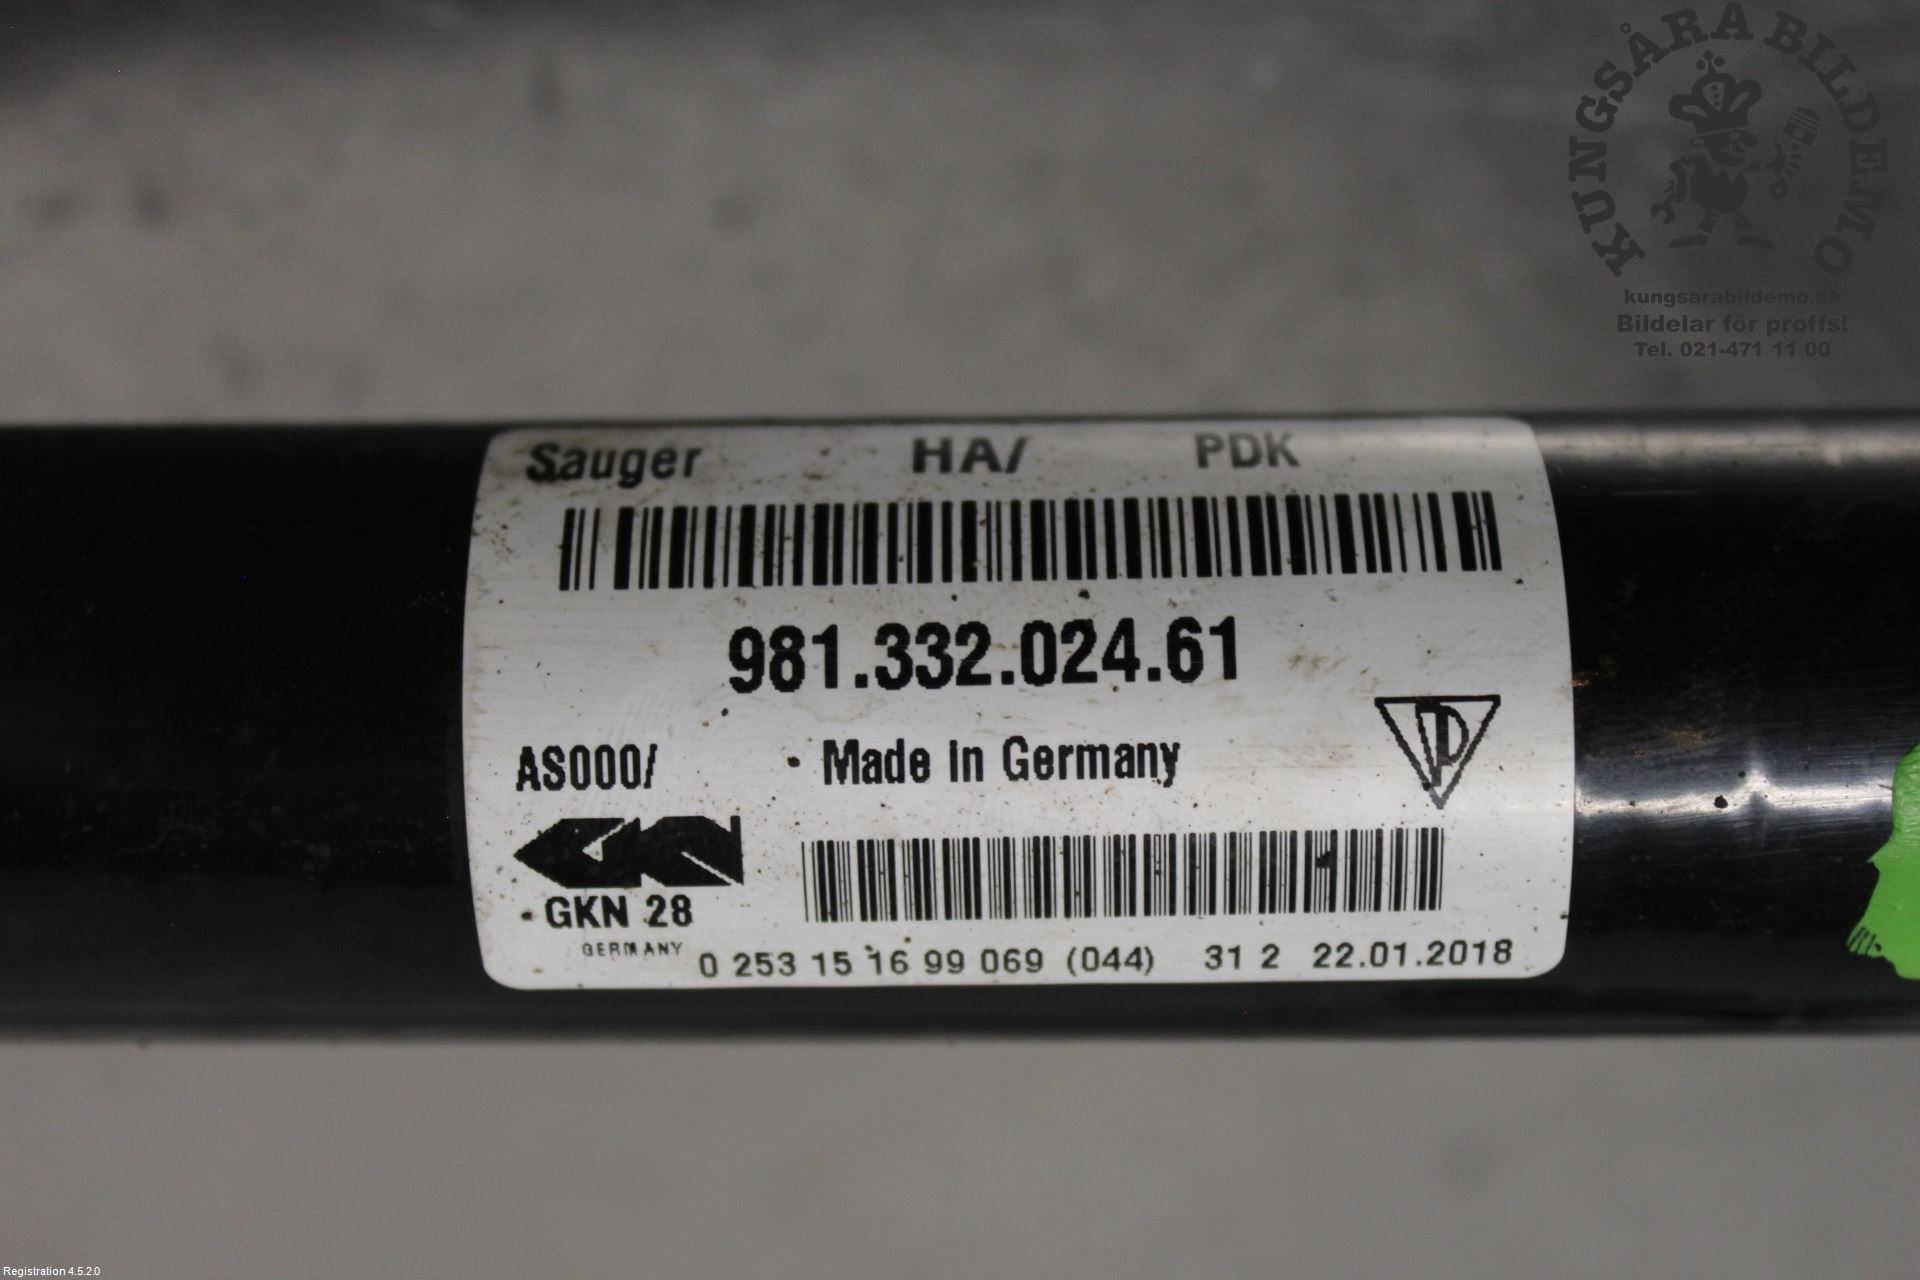 KUNGSÅRA BILDEMO
kungsarabildemo.se
Bildelar för proffs!
Tel. 021-471 11 00
Sauger HA/ PDK
981.332.024.61
AS000/ Made in Germany
GKN
GKN 28
GERMANY
0 253 15 16 99 069 (044) 31 2 22.01.2018
Registration 4.5.2.0